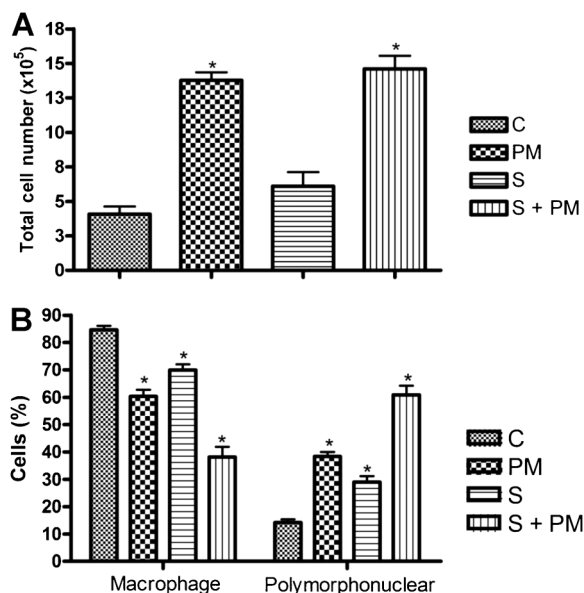 A
Total cell number (x10⁵)
18
15
13
10
8
5
3
0
*
*
C
PM
S
S + PM
B
Cells (%)
90
80
70
60
50
40
30
20
10
0
*
*
*
*
*
*
Macrophage
Polymorphonuclear
C
PM
S
S + PM